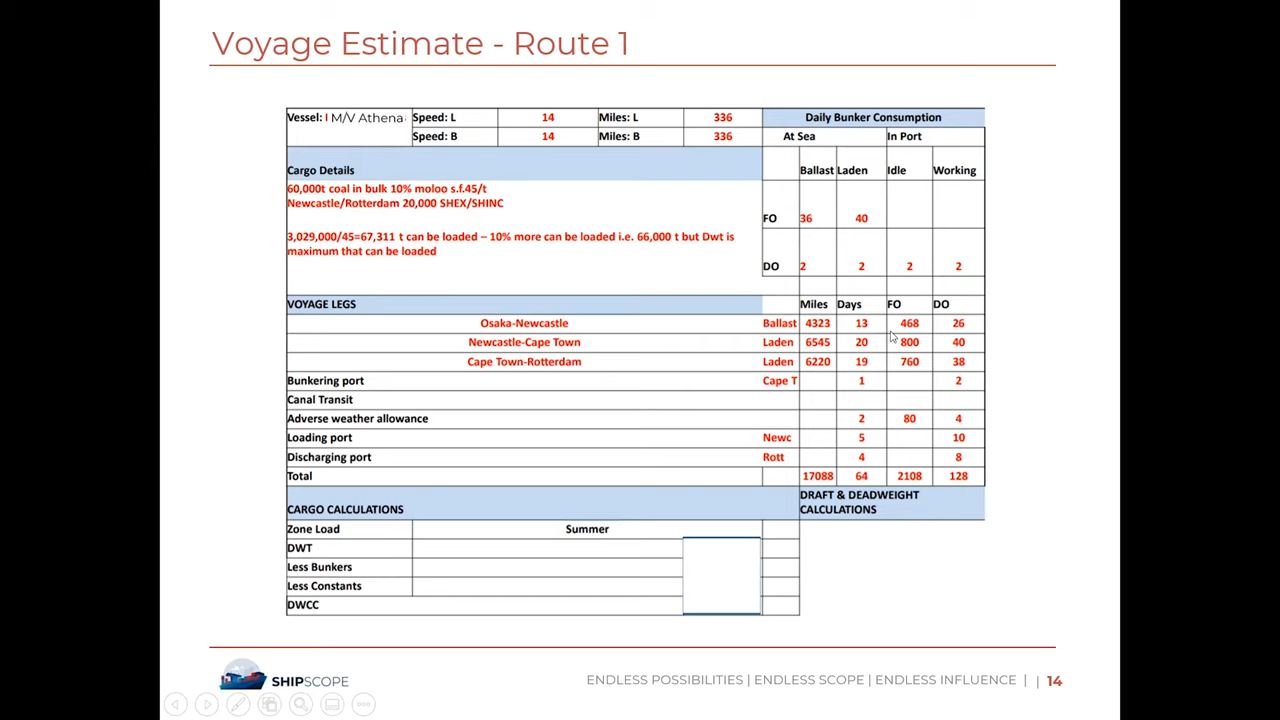 Voyage Estimate - Route 1
Vessel: I M/V Athena Speed: L 14 Miles: L 336 Daily Bunker Consumption
Speed: B 14 Miles: B 336 At Sea In Port
Cargo Details Ballast Laden Idle Working
60,000t coal in bulk 10% moloo s.f.45/t
Newcastle/Rotterdam 20,000 SHEX/SHINC
FO 36 40
3,029,000/45=67,311 t can be loaded – 10% more can be loaded i.e. 66,000 t but Dwt is
maximum that can be loaded
DO 2 2 2 2
VOYAGE LEGS Miles Days FO DO
Osaka-Newcastle Ballast 4323 13 468 26
Newcastle-Cape Town Laden 6545 20 800 40
Cape Town-Rotterdam Laden 6220 19 760 38
Bunkering port Cape T 1 2
Canal Transit
Adverse weather allowance 2 80 4
Loading port Newc 5 10
Discharging port Rott 4 8
Total 17088 64 2108 128
CARGO CALCULATIONS DRAFT & DEADWEIGHT
CALCULATIONS
Zone Load Summer
DWT
Less Bunkers
Less Constants
DWCC
SHIPSCOPE
ENDLESS POSSIBILITIES | ENDLESS SCOPE | ENDLESS INFLUENCE | | 14